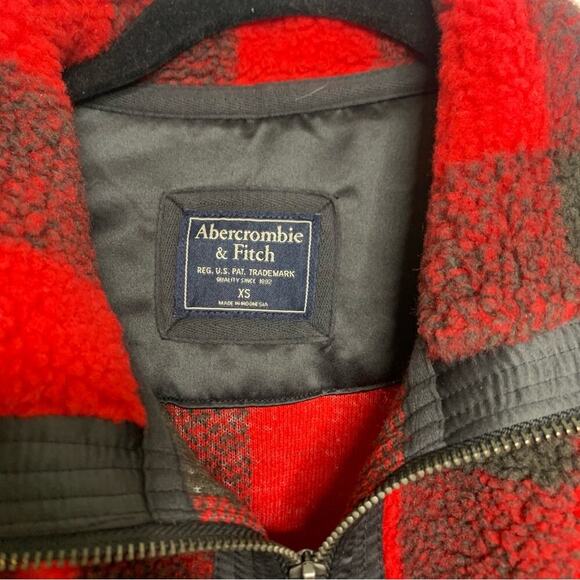 Abercrombie
& Fitch
REG. U.S. PAT. TRADEMARK
QUALITY SINCE 1892
XS
MADE IN INDONESIA